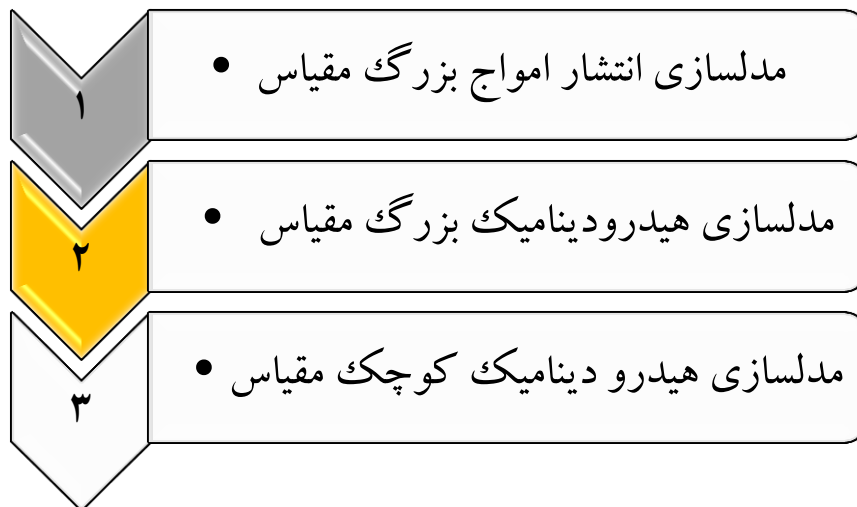 ۱
مدلسازی انتشار امواج بزرگ مقیاس •
۲
مدلسازی هیدرودینامیک بزرگ مقیاس •
۳
مدلسازی هیدرو دینامیک کوچک مقیاس •